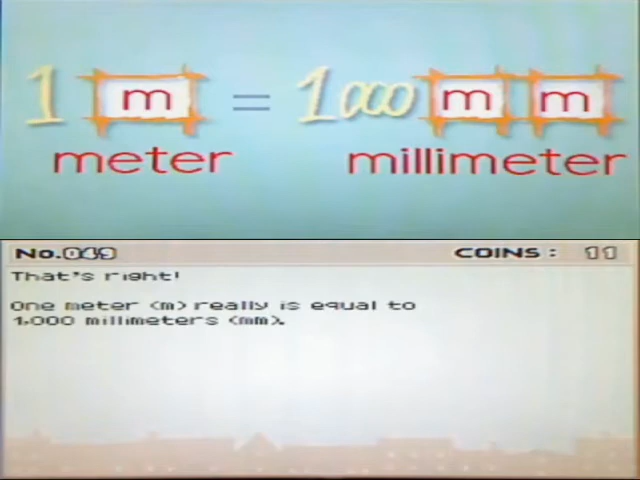 1 m = 1000 m m
meter millimeter
No.049 COINS: 11
That's right!
One meter (m) really is equal to
1,000 millimeters (mm).